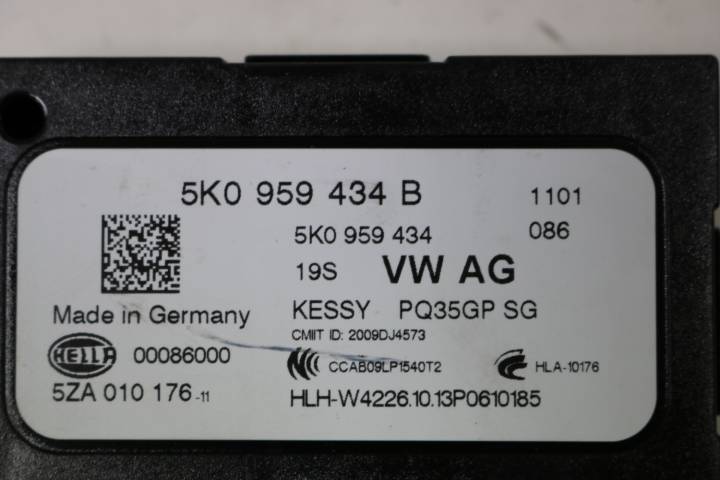 5K0 959 434 B 1101
5K0 959 434 086
19S VW AG
Made in Germany KESSY PQ35GP SG
CMIIT ID: 2009DJ4573
HELLA 00086000 CCAB09LP1540T2 HLA-10176
5ZA 010 176-11 HLH-W4226.10.13P0610185